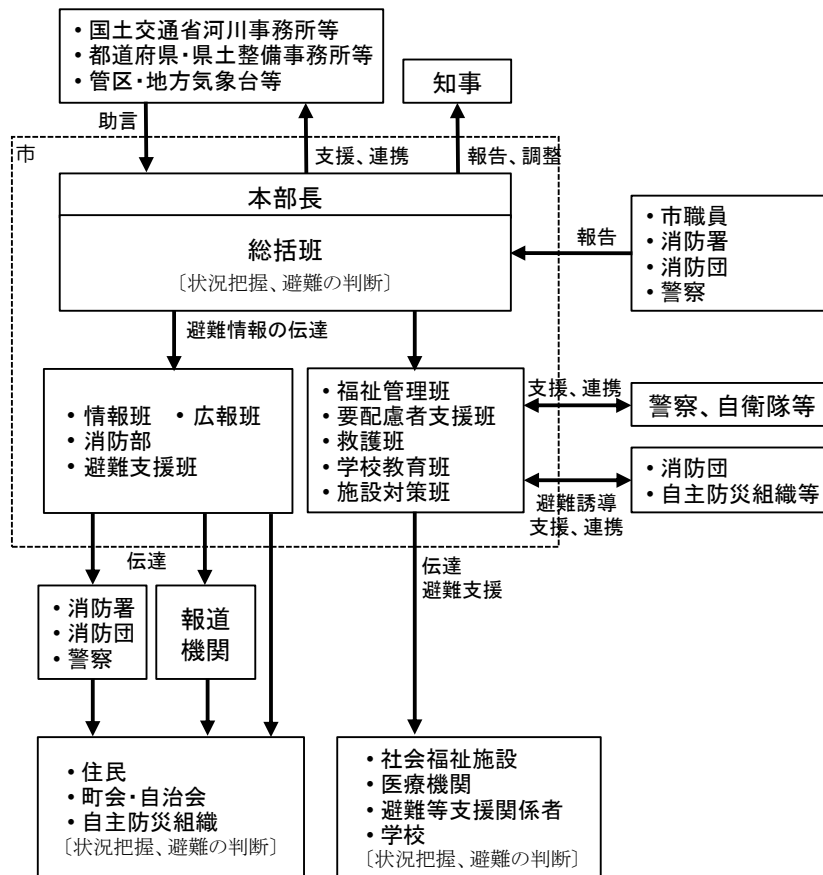 ・国土交通省河川事務所等
・都道府県・県土整備事務所等
・管区・地方気象台等
知事
助言
支援、連携
報告、調整
市
本部長
総括班
〔状況把握、避難の判断〕
報告
・市職員
・消防署
・消防団
・警察
避難情報の伝達
・情報班 ・広報班
・消防部
・避難支援班
・福祉管理班
・要配慮者支援班
・救護班
・学校教育班
・施設対策班
支援、連携
警察、自衛隊等
・消防団
・自主防災組織等
避難誘導
支援、連携
伝達
伝達
避難支援
・消防署
・消防団
・警察
報道
機関
・住民
・町会・自治会
・自主防災組織
〔状況把握、避難の判断〕
・社会福祉施設
・医療機関
・避難等支援関係者
・学校
〔状況把握、避難の判断〕